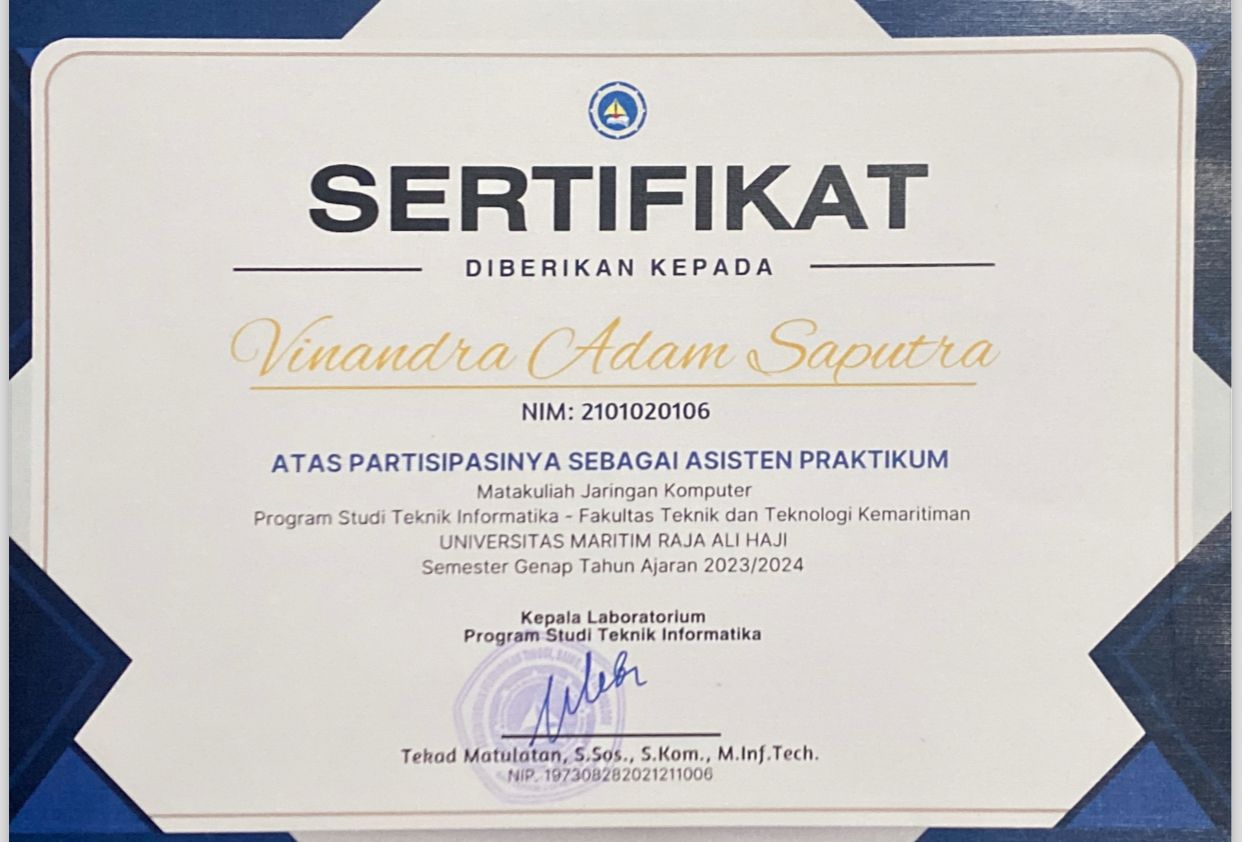 SERTIFIKAT
DIBERIKAN KEPADA
Vinandra Adam Saputra
NIM: 2101020106
ATAS PARTISIPASINYA SEBAGAI ASISTEN PRAKTIKUM
Matakuliah Jaringan Komputer
Program Studi Teknik Informatika - Fakultas Teknik dan Teknologi Kemaritiman
UNIVERSITAS MARITIM RAJA ALI HAJI
Semester Genap Tahun Ajaran 2023/2024
Kepala Laboratorium
Program Studi Teknik Informatika
Tekad Matulatan, S.Sos., S.Kom., M.Inf.Tech.
NIP. 197308282021211006